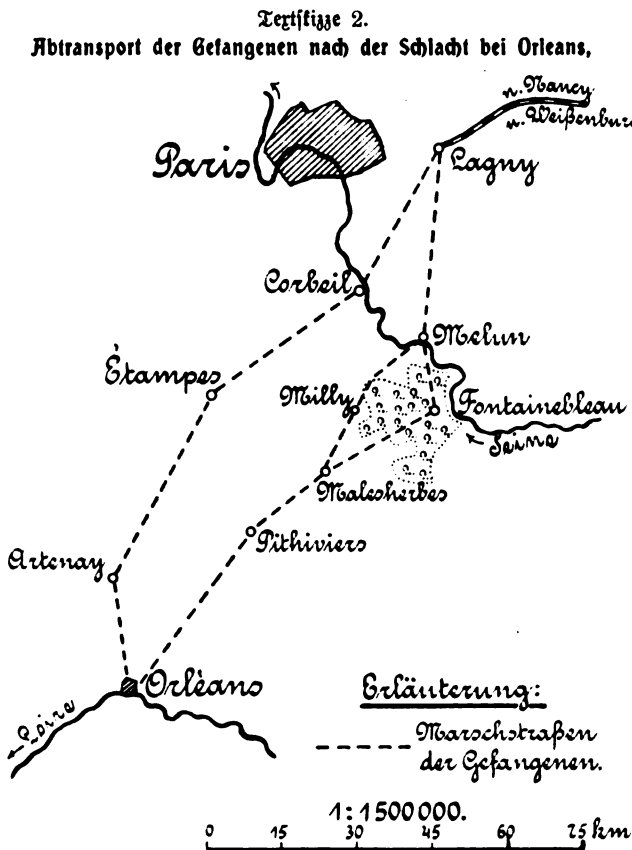 Textskizze 2.
Abtransport der Gefangenen nach der Schlacht bei Orleans,
n. Nancy
n. Weißenburg
Paris
Lagny
Corbeil
Melun
Étampes
Milly
Fontainebleau
Seine
Malesherbes
Pithiviers
Artenay
Orlèans
Loire
Erläuterung:
Marschstraßen
der Gefangenen.
1:1500000.
0 15 30 45 60 75 km